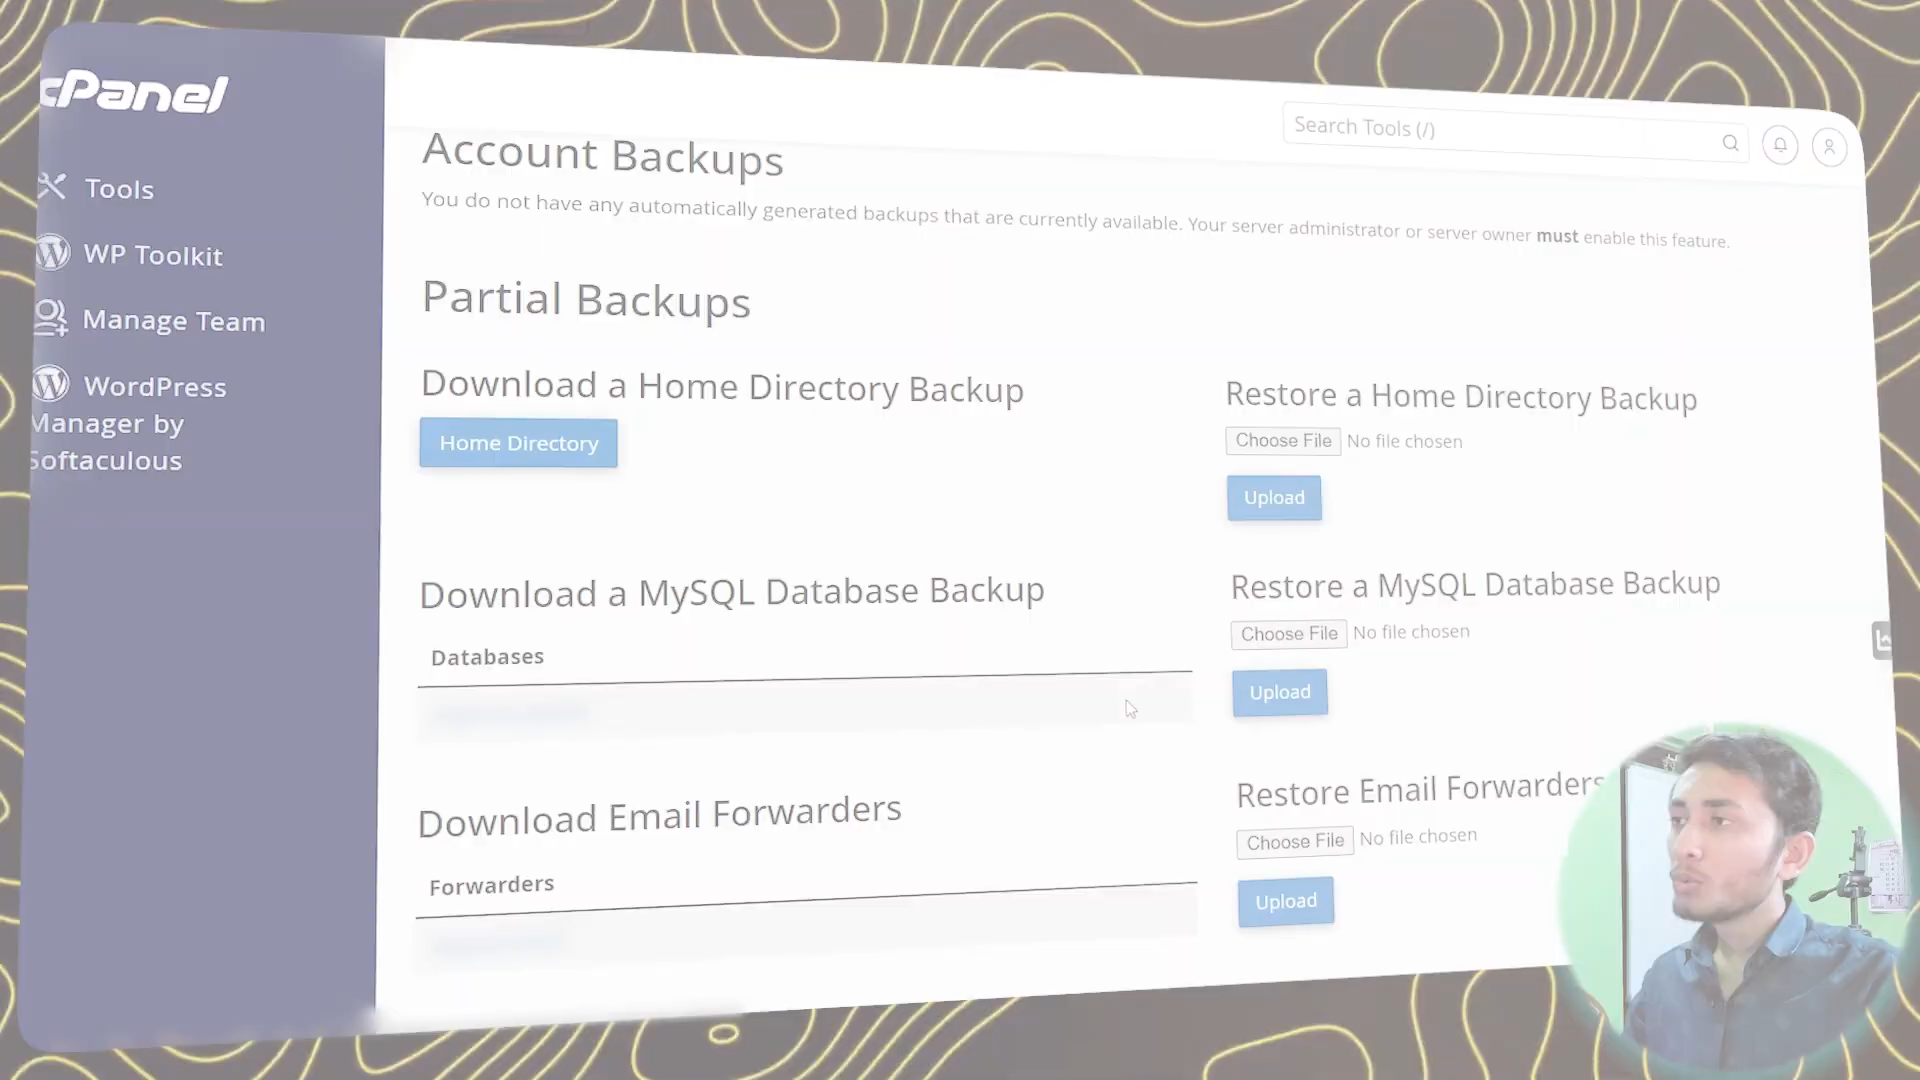 cPanel
Search Tools (/)
Tools
WP Toolkit
Manage Team
WordPress
Manager by
Softaculous
Account Backups
You do not have any automatically generated backups that are currently available. Your server administrator or server owner must enable this feature.
Partial Backups
Download a Home Directory Backup
Home Directory
Restore a Home Directory Backup
Choose File No file chosen
Upload
Download a MySQL Database Backup
Databases
Restore a MySQL Database Backup
Choose File No file chosen
Upload
Download Email Forwarders
Forwarders
Restore Email Forwarders
Choose File No file chosen
Upload